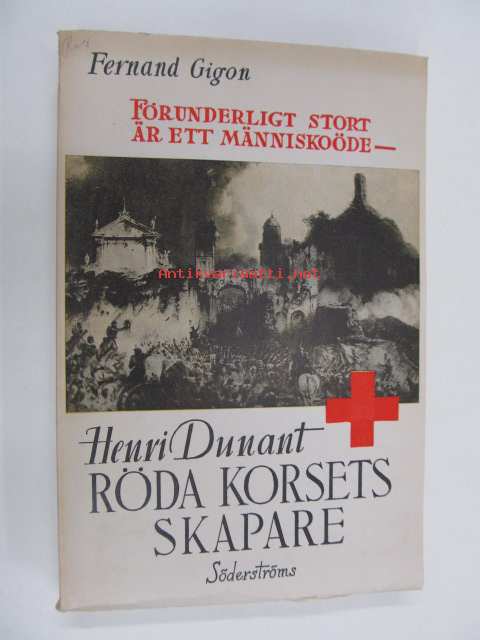 Fernand Gigon
FÖRUNDERLIGT STORT
ÄR ETT MÄNNISKOÖDE—
Antikvariaatti.net
Henri Dunant
RÖDA KORSETS
SKAPARE
Söderströms